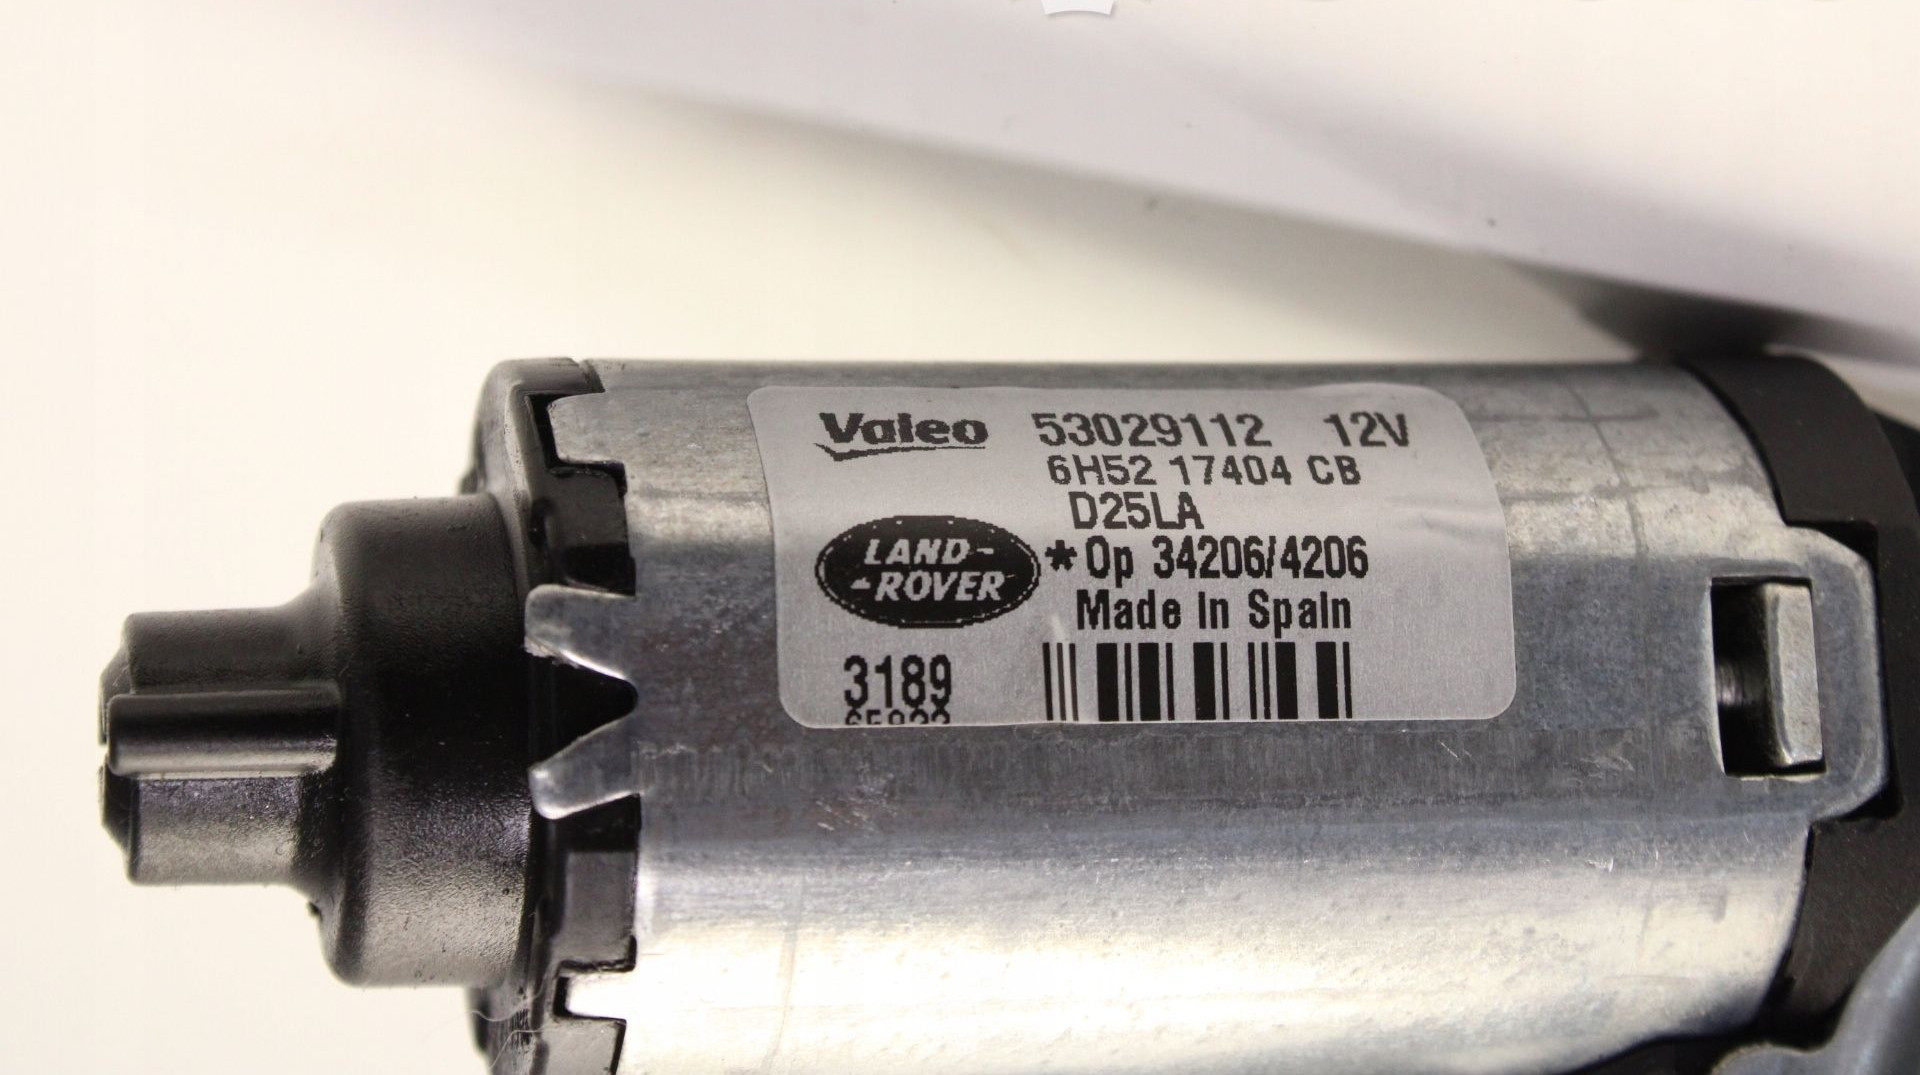 Valeo 53029112 12V
6H52 17404 CB
D25LA
LAND-
-ROVER
*Op 34206/4206
Made in Spain
3189